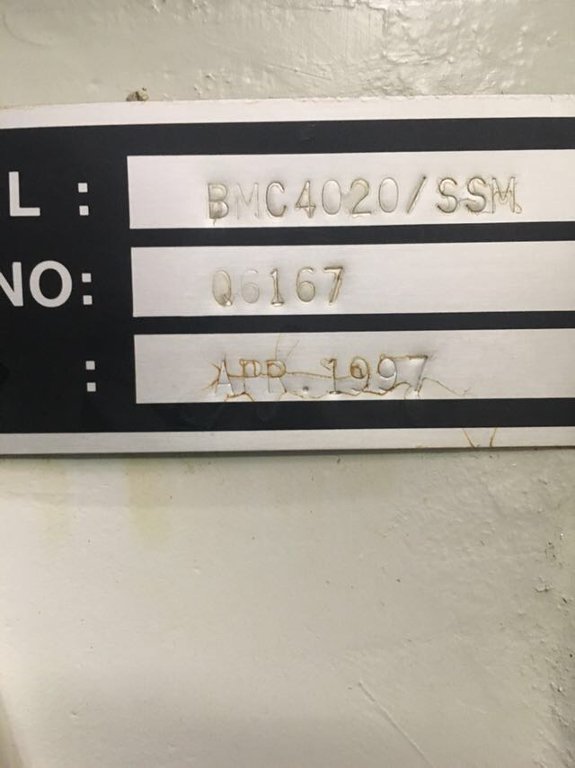 L : BMC4020/SSM
NO: Q6167
: APR.1997